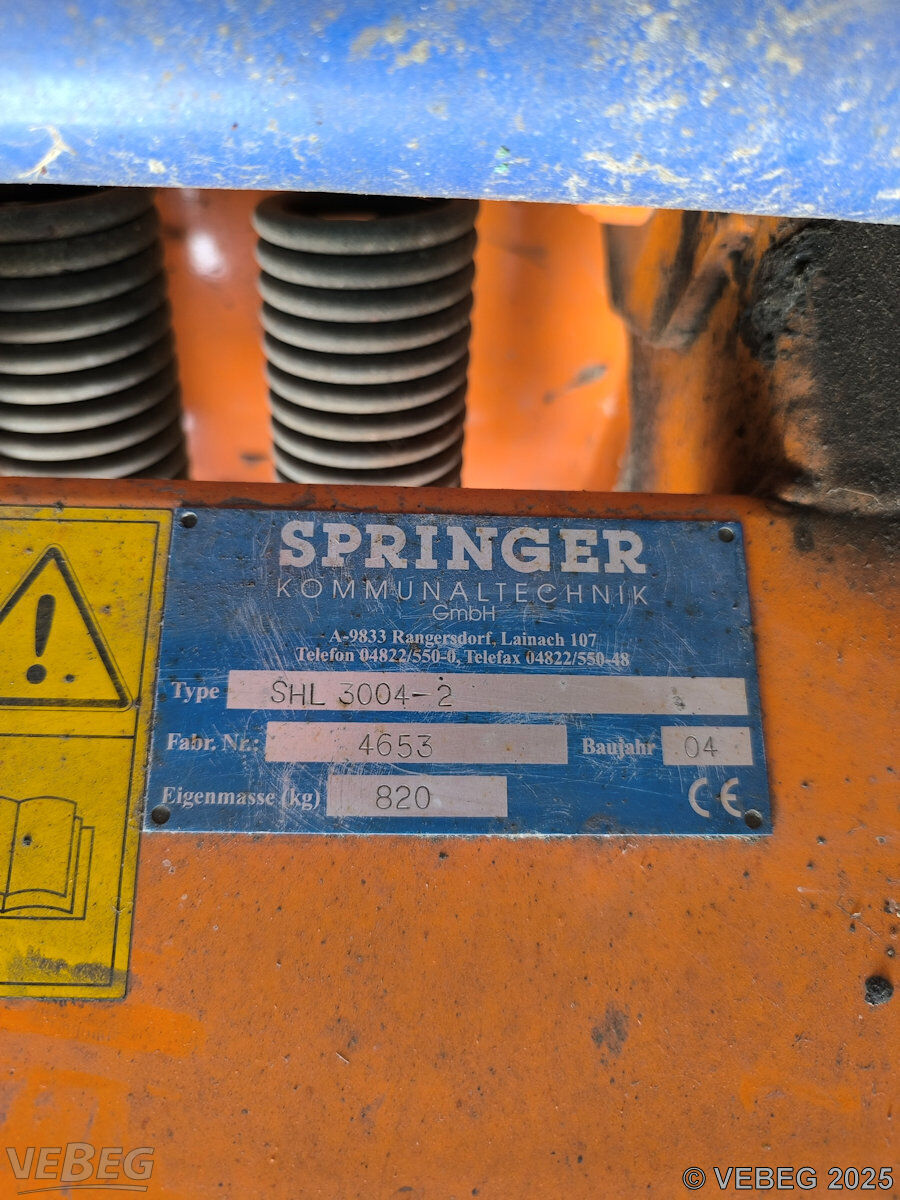 SPRINGER
KOMMUNALTECHNIK
GmbH
A-9833 Rangersdorf, Lainach 107
Telefon 04822/550-0, Telefax 04822/550-48
Type SHL 3004-2
Fabr. Nr.: 4653 Baujahr 04
Eigenmasse (kg) 820 CE
VEBEG
© VEBEG 2025